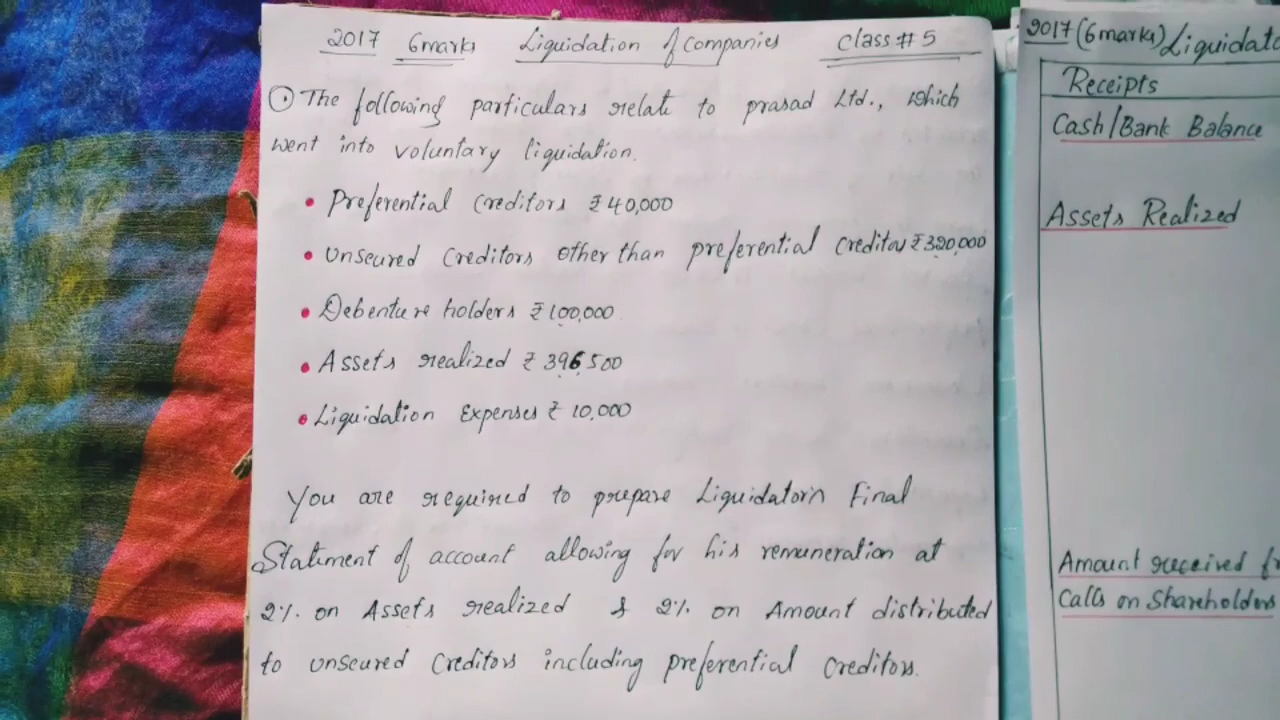 2017 6marks Liquidation of companies class # 5
① The following particulars relate to prasad Ltd., which
went into voluntary liquidation.
• Preferential Creditors ₹ 40,000
• Unseured Creditors other than preferential creditors ₹ 320,000
• Debenture holders ₹ 100,000
• Assets realized ₹ 396,500
• Liquidation Expenses ₹ 10,000
You are required to prepare Liquidator's Final
Statement of account allowing for his remuneration at
2%. on Assets realized & 2%. on Amount distributed
to unseured Creditors including preferential Creditors.
2017 (6marks) Liquidato
Receipts
Cash/Bank Balance
Assets Realized
Amount received fr
Calls on Shareholders